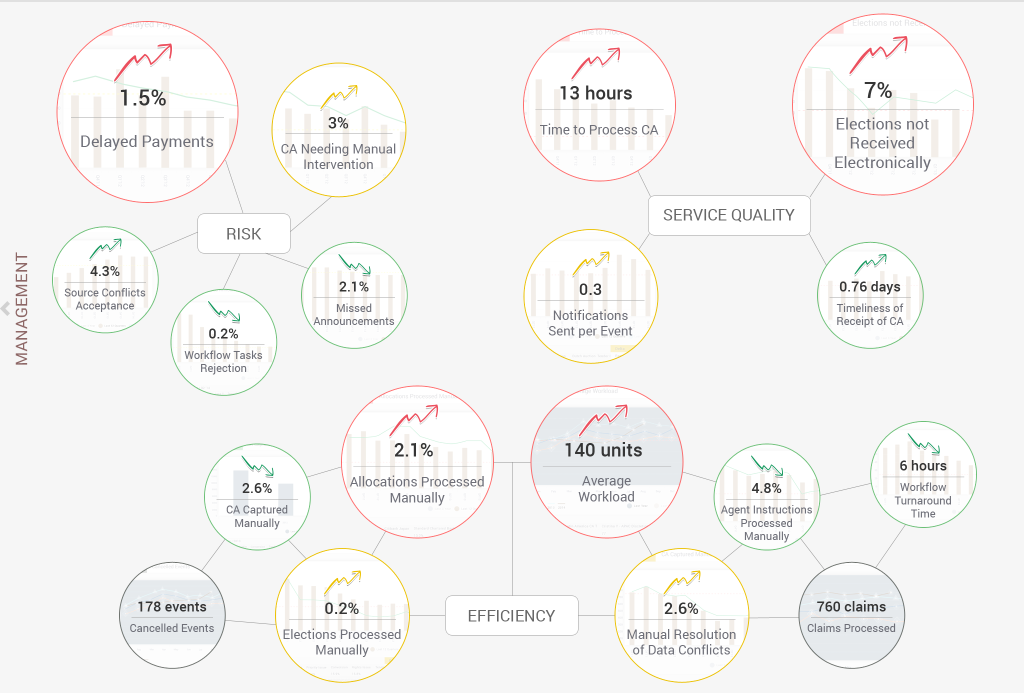 1.5%
Delayed Payments
3%
CA Needing Manual
Intervention
RISK
4.3%
Source Conflicts
Acceptance
0.2%
Workflow Tasks
Rejection
2.1%
Missed
Announcements
13 hours
Time to Process CA
Elections not Re
7%
Elections not
Received
Electronically
SERVICE QUALITY
0.3
Notifications
Sent per Event
0.76 days
Timeliness of
Receipt of CA
MANAGEMENT
2.1%
Allocations Processed
Manually
140 units
Average
Workload
2.6%
CA Captured
Manually
4.8%
Agent Instructions
Processed
Manually
6 hours
Workflow
Turnaround
Time
178 events
Cancelled Events
0.2%
Elections Processed
Manually
EFFICIENCY
2.6%
Manual Resolution
of Data Conflicts
760 claims
Claims Processed